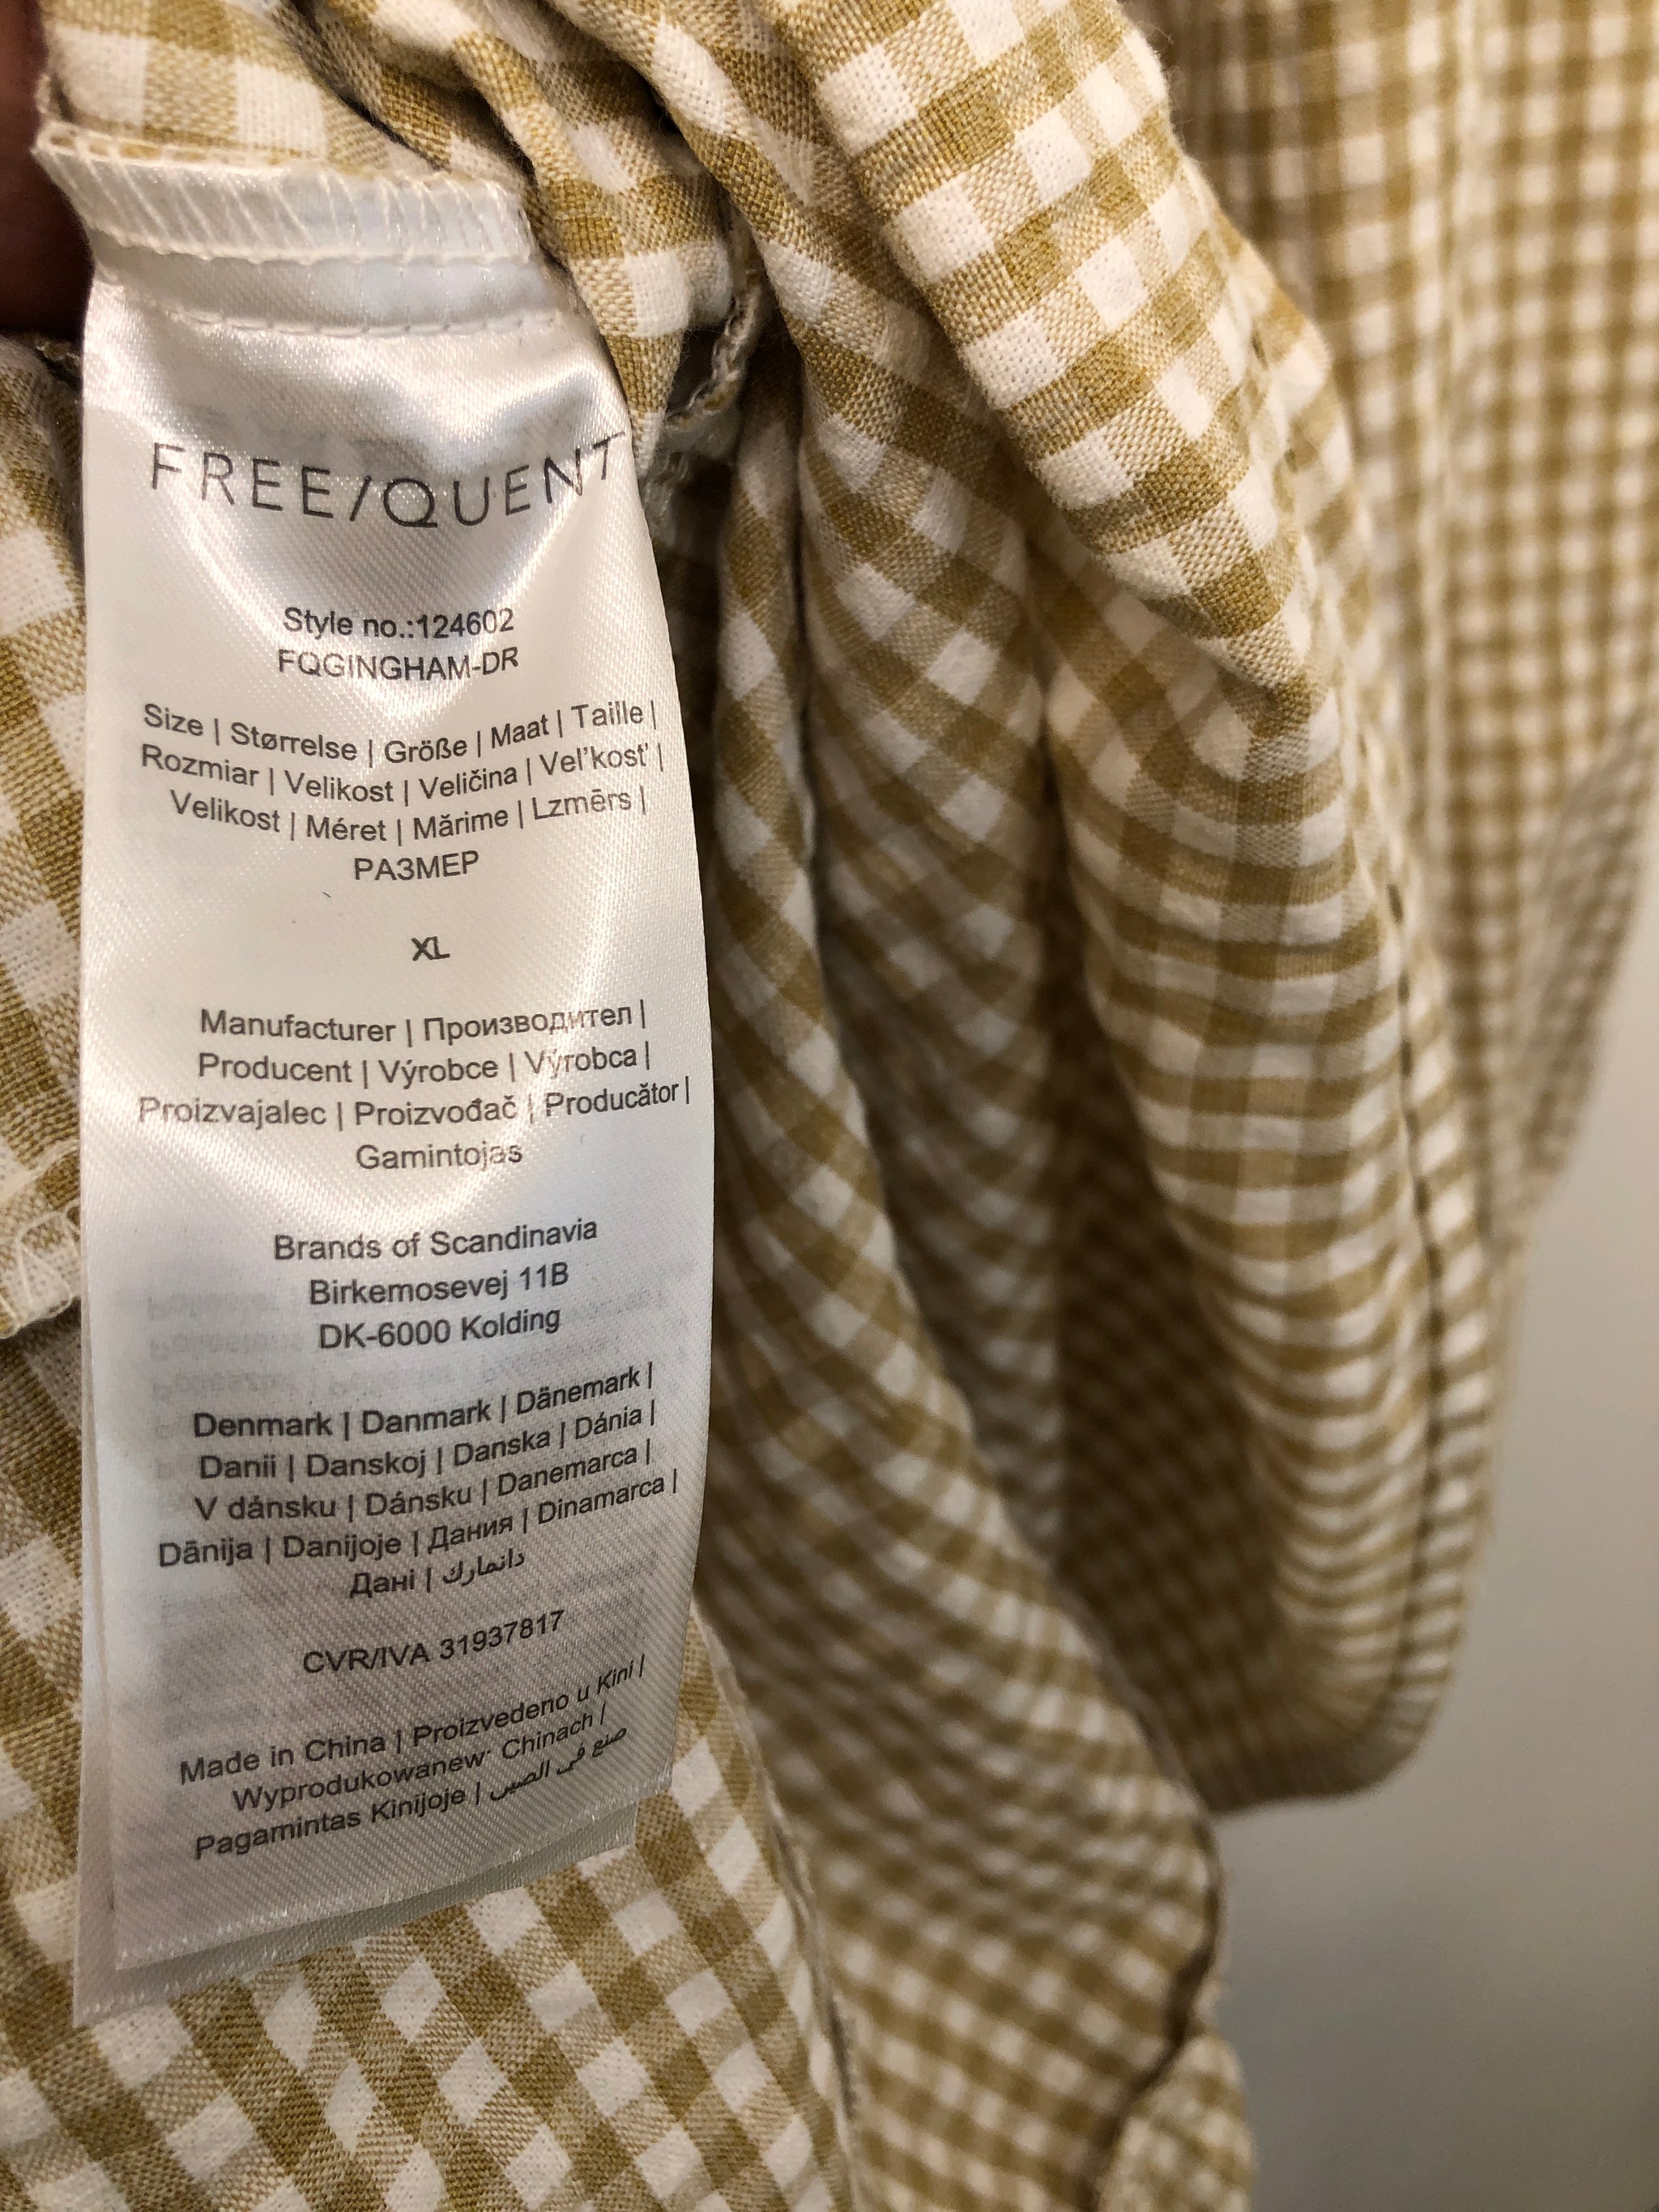 FREE/QUENT
Style no.:124602
FQGINGHAM-DR
Size | Størrelse | Größe | Maat | Taille |
Rozmiar | Velikost | Veličina | Vel'kosť |
Velikost | Méret | Mărime | Lzmērs |
РАЗМЕР
XL
Manufacturer | Производител |
Producent | Výrobce | Výrobca |
Proizvajalec | Proizvođač | Producător |
Gamintojas
Brands of Scandinavia
Birkemosevej 11B
DK-6000 Kolding
Denmark | Danmark | Dänemark |
Danii | Danskoj | Danska | Dánia |
V dánsku | Dánsku | Danemarca |
Dānija | Danijoje | Дания | Dinamarca |
Дані | دانمارك
CVR/IVA 31937817
Made in China | Proizvedeno u Kini |
Wyprodukowanew· Chinach |
Pagamintas Kinijoje | صنع في الصين